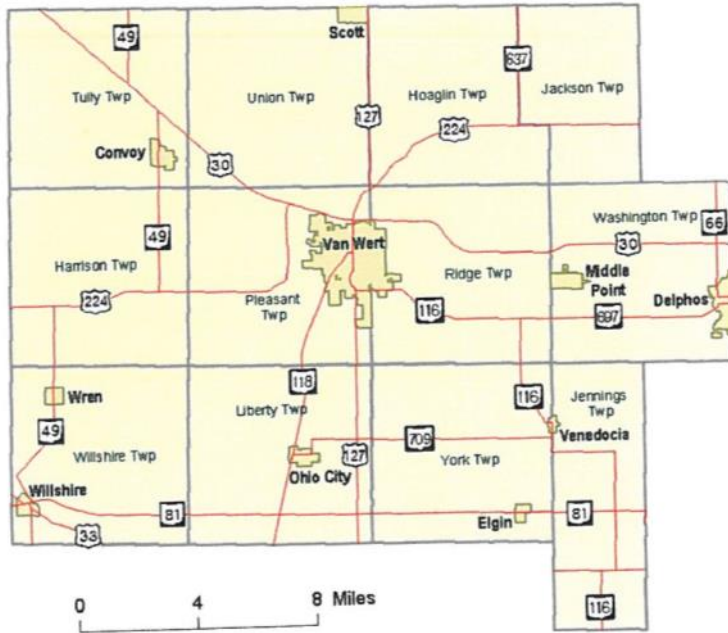 49
Scott
637
Tully Twp
Union Twp
Hoaglin Twp
Jackson Twp
127
224
Convoy
30
Washington Twp
66
49
Van Wert
30
Harrison Twp
Ridge Twp
Middle
Point
Delphos
224
Pleasant
Twp
116
697
118
116
Jennings
Twp
Wren
Liberty Twp
49
709
Venedocia
Willshire Twp
127
York Twp
Ohio City
Willshire
81
Elgin
81
33
0 4 8 Miles
116